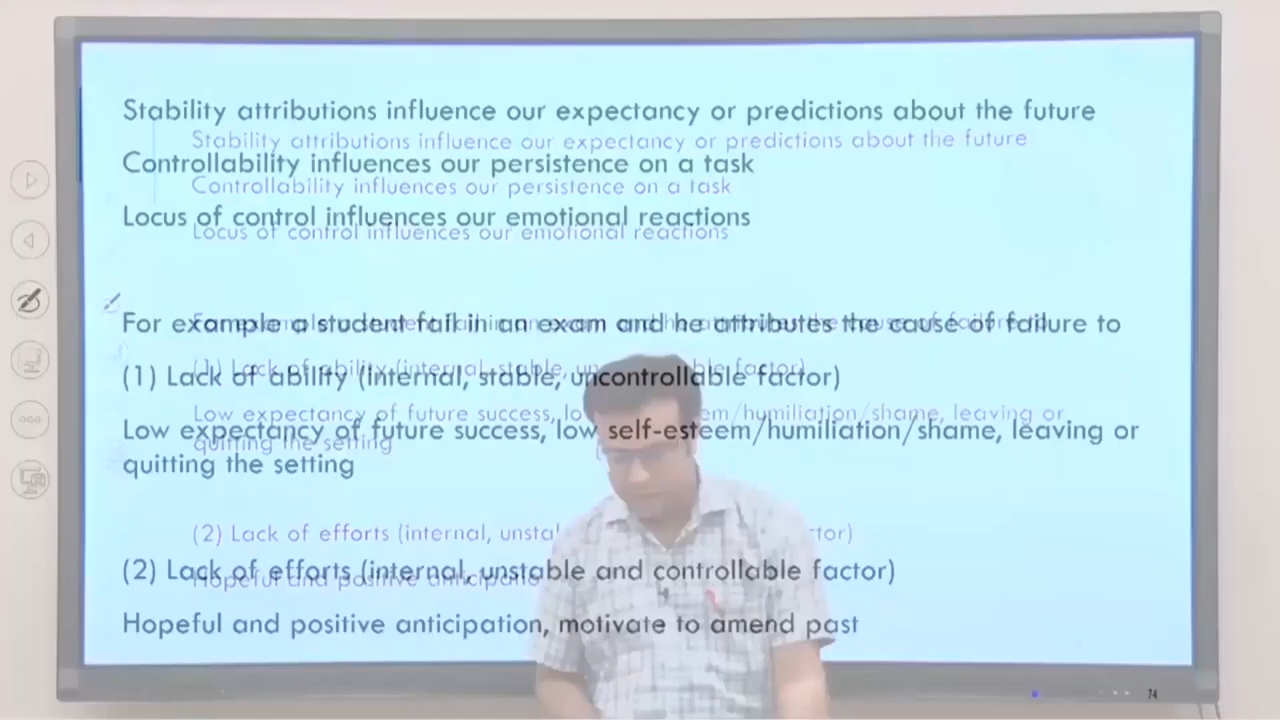 Stability attributions influence our expectancy or predictions about the future
Controllability influences our persistence on a task
Locus of control influences our emotional reactions
For example a student fail in an exam and he attributes the cause of failure to
(1) Lack of ability (internal, stable, uncontrollable factor)
Low expectancy of future success, low self-esteem/humiliation/shame, leaving or
quitting the setting
(2) Lack of efforts (internal, unstable and controllable factor)
Hopeful and positive anticipation, motivate to amend past
74